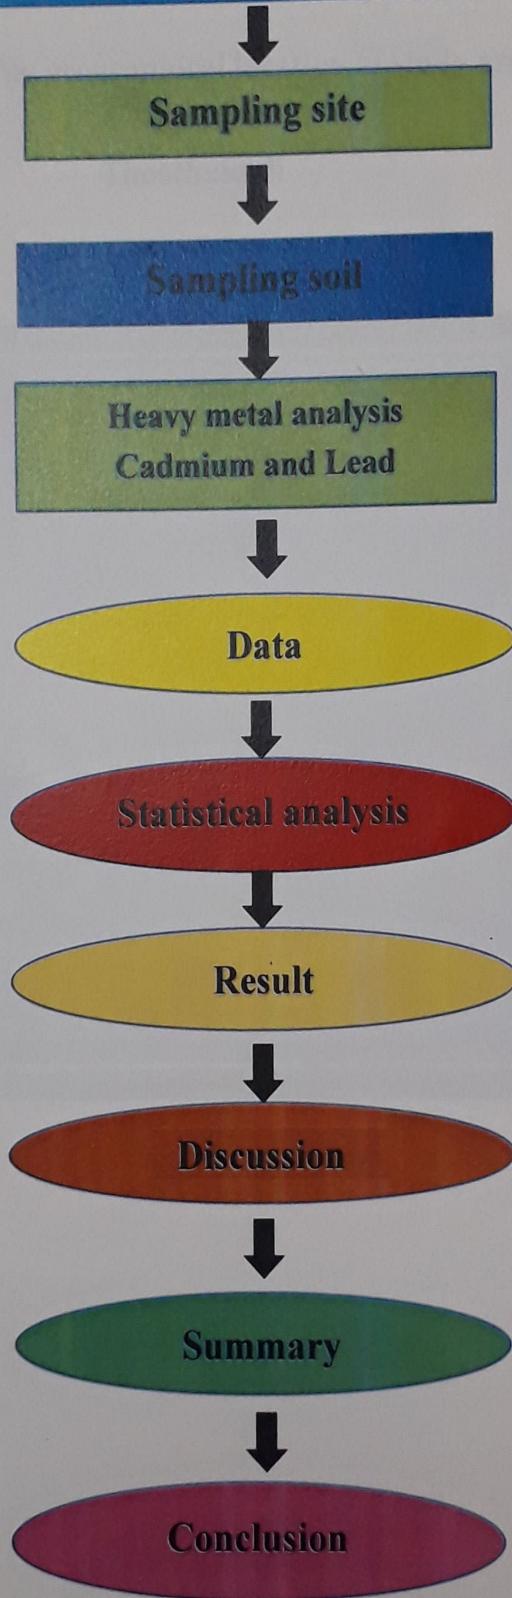 Sampling site
Sampling soil
Heavy metal analysis
Cadmium and Lead
Data
Statistical analysis
Result
Discussion
Summary
Conclusion